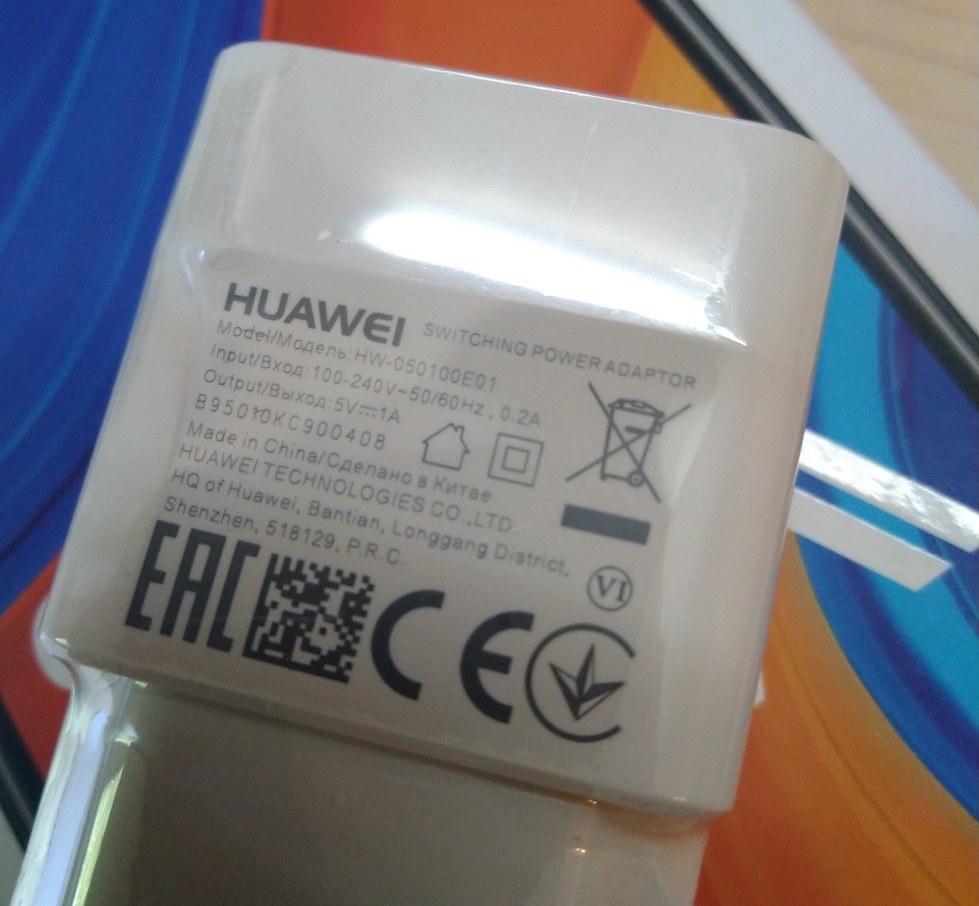 HUAWEI SWITCHING POWER ADAPTOR
Model/Модель:HW-050100E01
Input/Вход:100-240V~50/60Hz, 0.2A
Output/Выход:5V⎓1A
B95010KC900408
Made in China/Сделано в Китае
HUAWEI TECHNOLOGIES CO.,LTD.
HQ of Huawei, Bantian, Longgang District,
Shenzhen, 518129, P.R.C.
VI
EAC CE